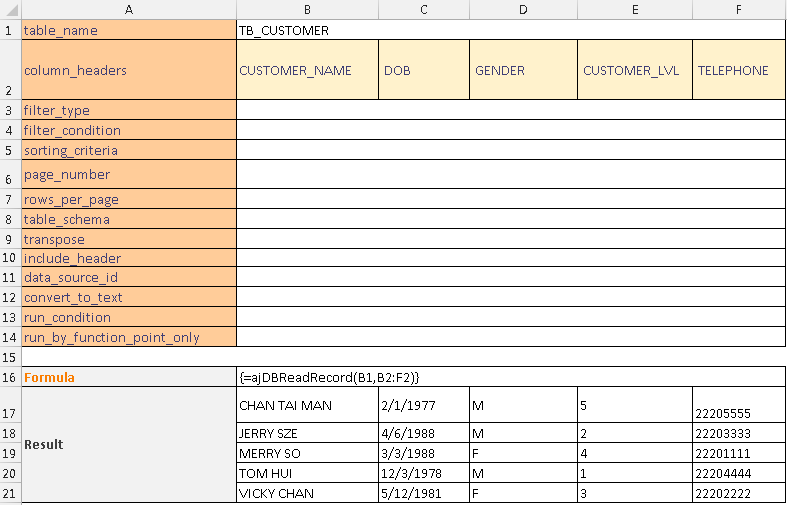 A B C D E F
1 table_name TB_CUSTOMER
2 column_headers CUSTOMER_NAME DOB GENDER CUSTOMER_LVL TELEPHONE
3 filter_type
4 filter_condition
5 sorting_criteria
6 page_number
7 rows_per_page
8 table_schema
9 transpose
10 include_header
11 data_source_id
12 convert_to_text
13 run_condition
14 run_by_function_point_only
15
16 Formula {=ajDBReadRecord(B1,B2:F2)}
17 CHAN TAI MAN 2/1/1977 M 5 22205555
18 JERRY SZE 4/6/1988 M 2 22203333
Result
19 MERRY SO 3/3/1988 F 4 22201111
20 TOM HUI 12/3/1978 M 1 22204444
21 VICKY CHAN 5/12/1981 F 3 22202222